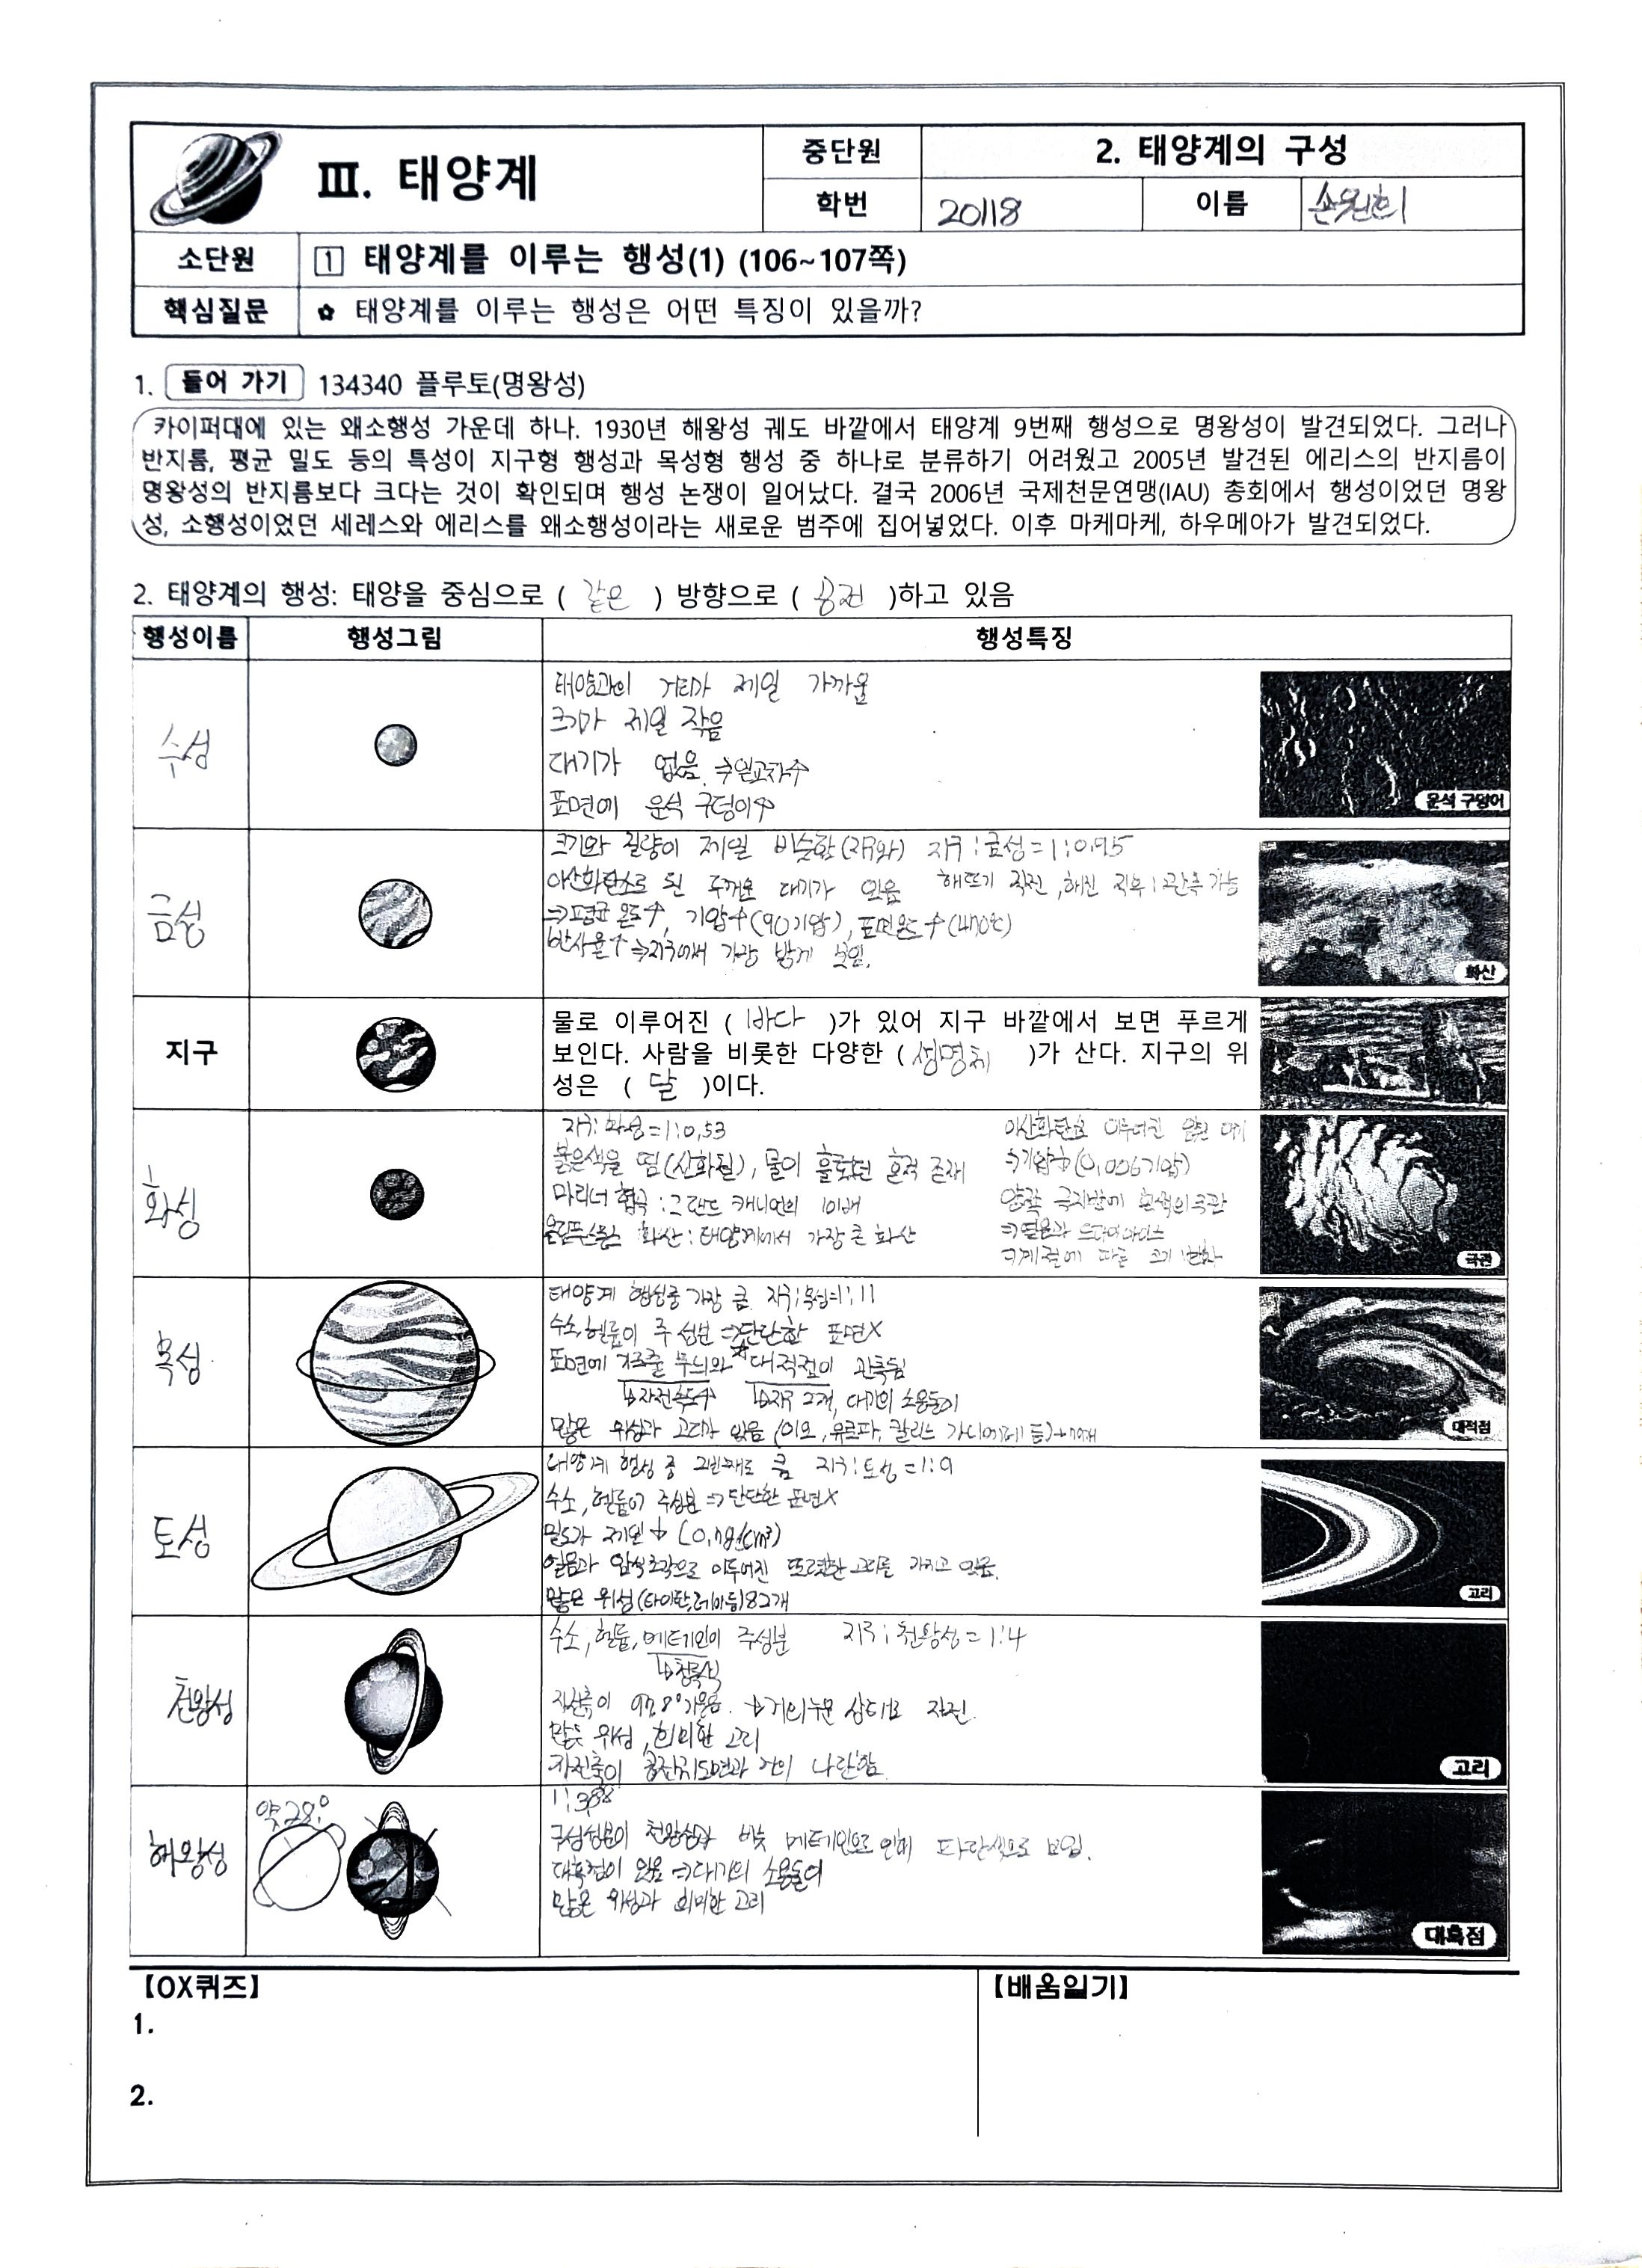 III. 태양계
중단원
2. 태양계의 구성
학번
20118
이름
손원희
소단원
1 태양계를 이루는 행성(1) (106~107쪽)
핵심질문
✿ 태양계를 이루는 행성은 어떤 특징이 있을까?
1. 들어 가기 134340 플루토(명왕성)
카이퍼대에 있는 왜소행성 가운데 하나. 1930년 해왕성 궤도 바깥에서 태양계 9번째 행성으로 명왕성이 발견되었다. 그러나
반지름, 평균 밀도 등의 특성이 지구형 행성과 목성형 행성 중 하나로 분류하기 어려웠고 2005년 발견된 에리스의 반지름이
명왕성의 반지름보다 크다는 것이 확인되며 행성 논쟁이 일어났다. 결국 2006년 국제천문연맹(IAU) 총회에서 행성이었던 명왕
성, 소행성이었던 세레스와 에리스를 왜소행성이라는 새로운 범주에 집어넣었다. 이후 마케마케, 하우메아가 발견되었다.
2. 태양계의 행성: 태양을 중심으로 ( 같은 ) 방향으로 ( 공전 )하고 있음
행성이름
행성그림
행성특징
수성
태양과의 거리가 제일 가까움
크기가 제일 작음
대기가 없음. ⇒일교차↑
표면에 운석 구덩이↑
운석 구덩이
금성
크기와 질량이 제일 비슷함(지구와) 지구:금성=1:0.95
이산화탄소로 된 두꺼운 대기가 있음 해뜨기 직전, 해진 직후: 관측 가능
⇒평균 온도↑, 기압↑(90기압), 표면온도↑(470℃)
반사율↑⇒지구에서 가장 밝게 보임.
화산
지구
물로 이루어진 ( 바다 )가 있어 지구 바깥에서 보면 푸르게
보인다. 사람을 비롯한 다양한 ( 생명체 )가 산다. 지구의 위
성은 ( 달 )이다.
화성
지구:화성=1:0.53
붉은색을 띔(산화철), 물이 흘렀던 흔적 존재
마리너 협곡: 그랜드 캐니언의 10배
올림푸스몬스 화산: 태양계에서 가장 큰 화산
이산화탄소로 이루어진 옅은 대기
⇒기압↓(0.006기압)
양쪽 극지방에 흰색의 극관
⇒얼음과 드라이아이스
⇒계절에 따른 크기 변화
극관
목성
태양계 행성중 가장 큼. 지구:목성=1:11
수소, 헬륨이 주 성분 ⇒단단한 표면X
표면에 가로줄 무늬와 대적점이 관측됨
↳자전속도↑ ↳지구 2개, 대기의 소용돌이
많은 위성과 고리가 있음 (이오, 유로파, 칼리스토, 가니메데 등)
대적점
토성
태양계 행성 중 2번째로 큼 지구:토성=1:9
수소, 헬륨이 주성분 ⇒단단한 표면X
밀도가 제일↓ (0.7g/cm³)
얼음과 암석조각으로 이루어진 또렷한 고리를 가지고 있음.
많은 위성(타이탄, 레아 등)82개
고리
천왕성
수소, 헬륨, 메테인이 주성분 지구:천왕성=1:4
↳청록색
자전축이 97.8°기울음. →거의 누운 상태로 자전.
많은 위성, 희미한 고리
자전축이 공전궤도면과 거의 나란함
고리
해왕성
약28°
1:3.88
구성성분이 천왕성과 비슷 메테인으로 인해 파란색으로 보임.
대흑점이 있음 ⇒대기의 소용돌이
많은 위성과 희미한 고리
대흑점
【OX퀴즈】
1.
2.
【배움일기】